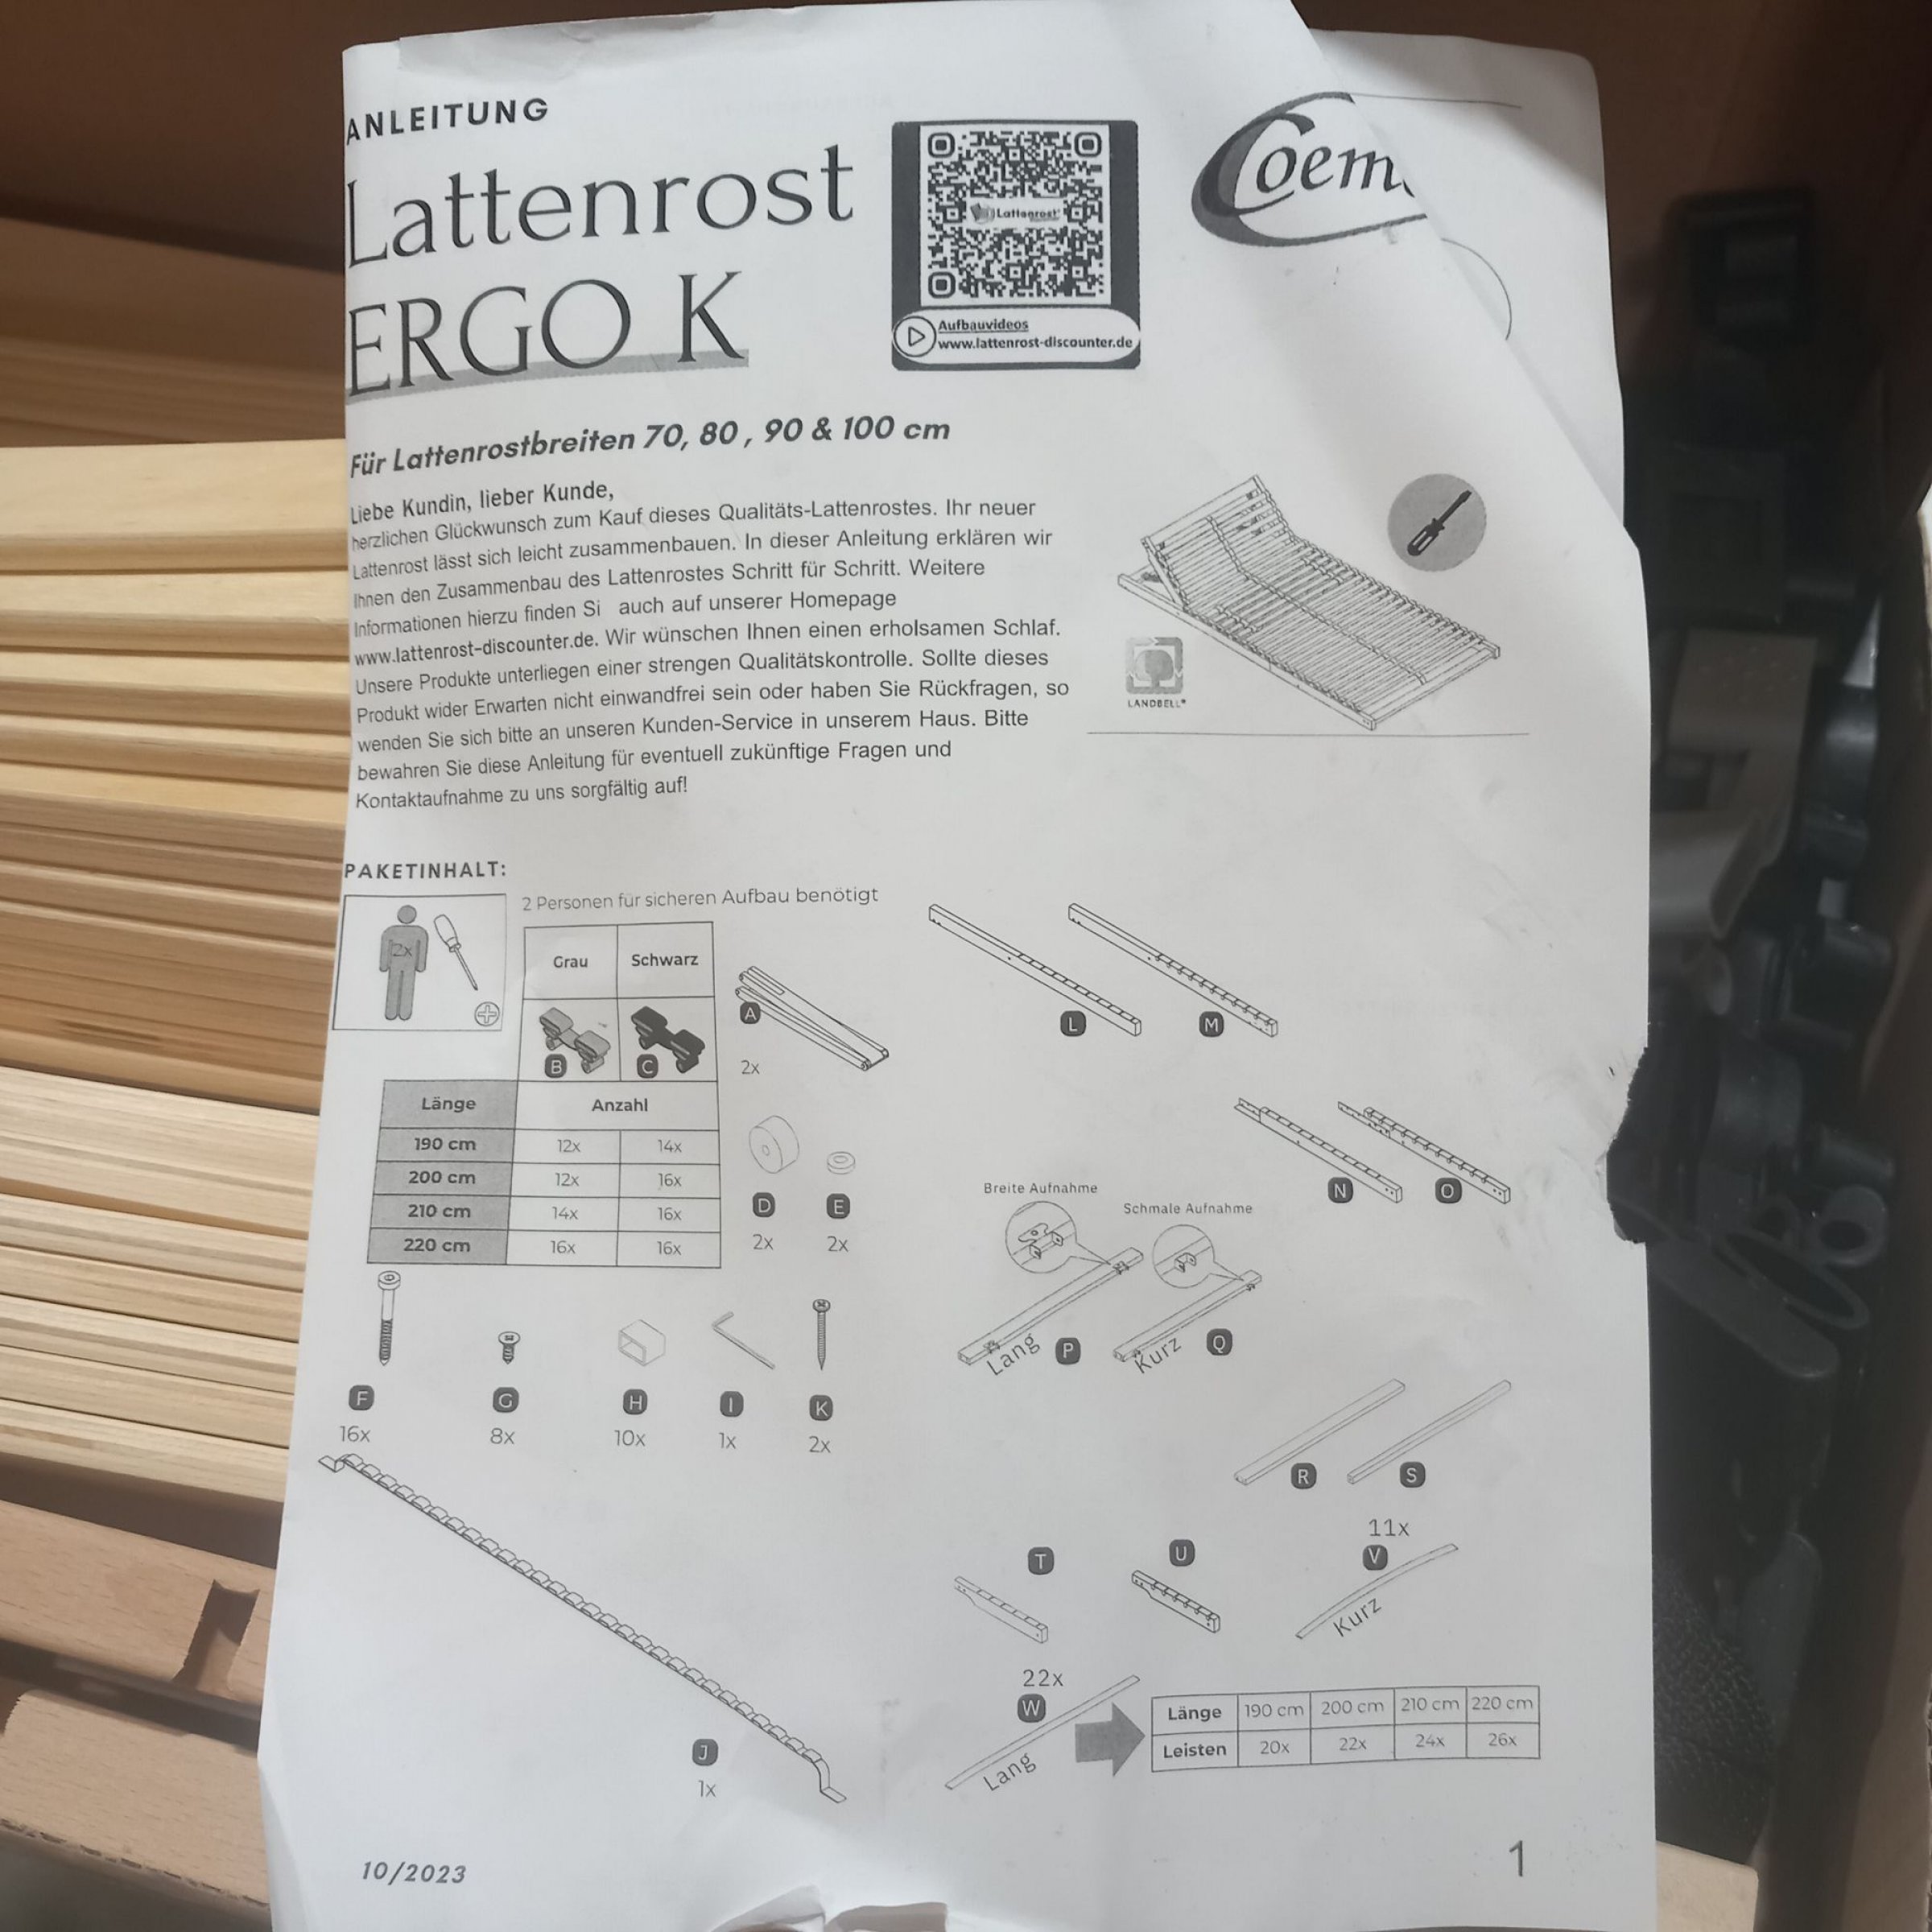 ANLEITUNG
Lattenrost
ERGO K
Lattenrost
Aufbauvideos
www.lattenrost-discounter.de
Coem
Für Lattenrostbreiten 70, 80 , 90 & 100 cm
Liebe Kundin, lieber Kunde,
herzlichen Glückwunsch zum Kauf dieses Qualitäts-Lattenrostes. Ihr neuer
Lattenrost lässt sich leicht zusammenbauen. In dieser Anleitung erklären wir
Ihnen den Zusammenbau des Lattenrostes Schritt für Schritt. Weitere
Informationen hierzu finden Si auch auf unserer Homepage
www.lattenrost-discounter.de. Wir wünschen Ihnen einen erholsamen Schlaf.
Unsere Produkte unterliegen einer strengen Qualitätskontrolle. Sollte dieses
Produkt wider Erwarten nicht einwandfrei sein oder haben Sie Rückfragen, so
wenden Sie sich bitte an unseren Kunden-Service in unserem Haus. Bitte
bewahren Sie diese Anleitung für eventuell zukünftige Fragen und
Kontaktaufnahme zu uns sorgfältig auf!
LANDBELL®
PAKETINHALT:
2x
2 Personen für sicheren Aufbau benötigt
Grau Schwarz
B C
Länge Anzahl
190 cm 12x 14x
200 cm 12x 16x
210 cm 14x 16x
220 cm 16x 16x
A
2x
D E
2x 2x
F G H I K
16x 8x 10x 1x 2x
J
1x
L M
N O
Breite Aufnahme
Schmale Aufnahme
Lang P
Kurz Q
R S
T U
11x
V
Kurz
22x
W
Lang
Länge 190 cm 200 cm 210 cm 220 cm
Leisten 20x 22x 24x 26x
10/2023
1